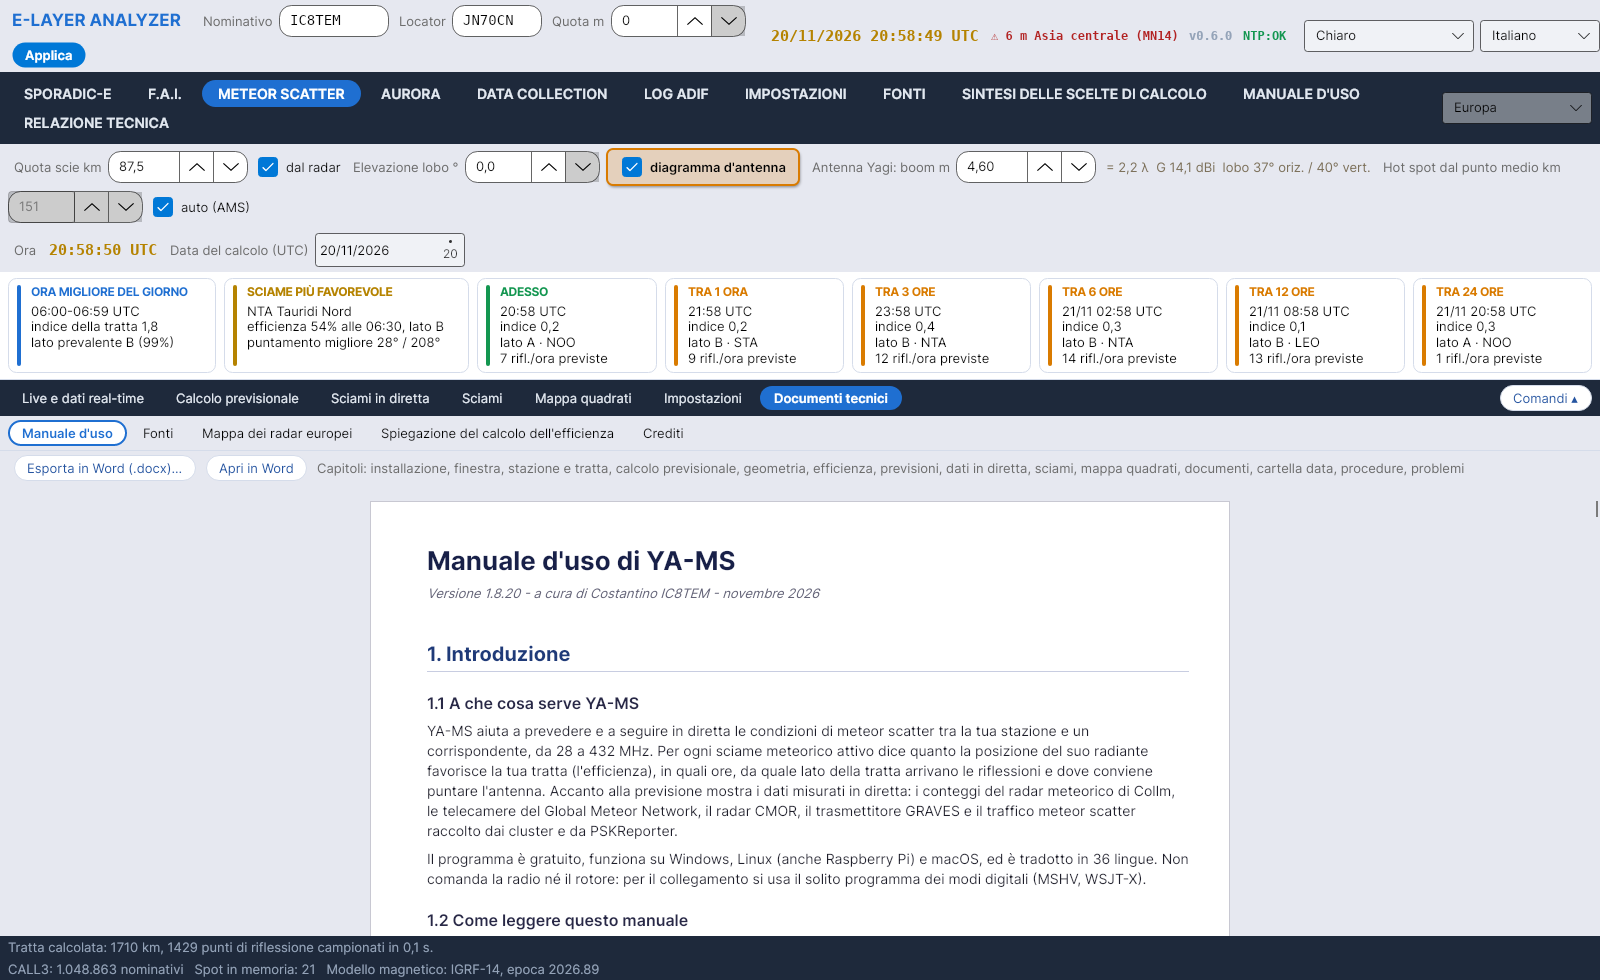 E-LAYER ANALYZER Nominativo IC8TEM Locator JN70CN Quota m 0
20/11/2026 20:58:49 UTC ⚠ 6 m Asia centrale (MN14) v0.6.0 NTP:OK Chiaro Italiano
Applica
SPORADIC-E F.A.I. METEOR SCATTER AURORA DATA COLLECTION LOG ADIF IMPOSTAZIONI FONTI SINTESI DELLE SCELTE DI CALCOLO MANUALE D'USO
RELAZIONE TECNICA
Europa
Quota scie km 87,5 dal radar Elevazione lobo ° 0,0 diagramma d'antenna Antenna Yagi: boom m 4,60 = 2,2 λ G 14,1 dBi lobo 37° oriz. / 40° vert. Hot spot dal punto medio km
151 auto (AMS)
Ora 20:58:50 UTC Data del calcolo (UTC) 20/11/2026 20
ORA MIGLIORE DEL GIORNO
06:00-06:59 UTC
indice della tratta 1,8
lato prevalente B (99%)
SCIAME PIÙ FAVOREVOLE
NTA Tauridi Nord
efficienza 54% alle 06:30, lato B
puntamento migliore 28° / 208°
ADESSO
20:58 UTC
indice 0,2
lato A · NOO
7 rifl./ora previste
TRA 1 ORA
21:58 UTC
indice 0,2
lato B · STA
9 rifl./ora previste
TRA 3 ORE
23:58 UTC
indice 0,4
lato B · NTA
12 rifl./ora previste
TRA 6 ORE
21/11 02:58 UTC
indice 0,3
lato B · NTA
14 rifl./ora previste
TRA 12 ORE
21/11 08:58 UTC
indice 0,1
lato B · LEO
13 rifl./ora previste
TRA 24 ORE
21/11 20:58 UTC
indice 0,3
lato A · NOO
1 rifl./ora previste
Live e dati real-time Calcolo previsionale Sciami in diretta Sciami Mappa quadrati Impostazioni Documenti tecnici Comandi ▴
Manuale d'uso Fonti Mappa dei radar europei Spiegazione del calcolo dell'efficienza Crediti
Esporta in Word (.docx)... Apri in Word Capitoli: installazione, finestra, stazione e tratta, calcolo previsionale, geometria, efficienza, previsioni, dati in diretta, sciami, mappa quadrati, documenti, cartella data, procedure, problemi
Manuale d'uso di YA-MS
Versione 1.8.20 - a cura di Costantino IC8TEM - novembre 2026
1. Introduzione
1.1 A che cosa serve YA-MS
YA-MS aiuta a prevedere e a seguire in diretta le condizioni di meteor scatter tra la tua stazione e un
corrispondente, da 28 a 432 MHz. Per ogni sciame meteorico attivo dice quanto la posizione del suo radiante
favorisce la tua tratta (l'efficienza), in quali ore, da quale lato della tratta arrivano le riflessioni e dove conviene
puntare l'antenna. Accanto alla previsione mostra i dati misurati in diretta: i conteggi del radar meteorico di Collm,
le telecamere del Global Meteor Network, il radar CMOR, il trasmettitore GRAVES e il traffico meteor scatter
raccolto dai cluster e da PSKReporter.
Il programma è gratuito, funziona su Windows, Linux (anche Raspberry Pi) e macOS, ed è tradotto in 36 lingue. Non
comanda la radio né il rotore: per il collegamento si usa il solito programma dei modi digitali (MSHV, WSJT-X).
1.2 Come leggere questo manuale
Tratta calcolata: 1710 km, 1429 punti di riflessione campionati in 0,1 s.
CALL3: 1.048.863 nominativi Spot in memoria: 21 Modello magnetico: IGRF-14, epoca 2026.89